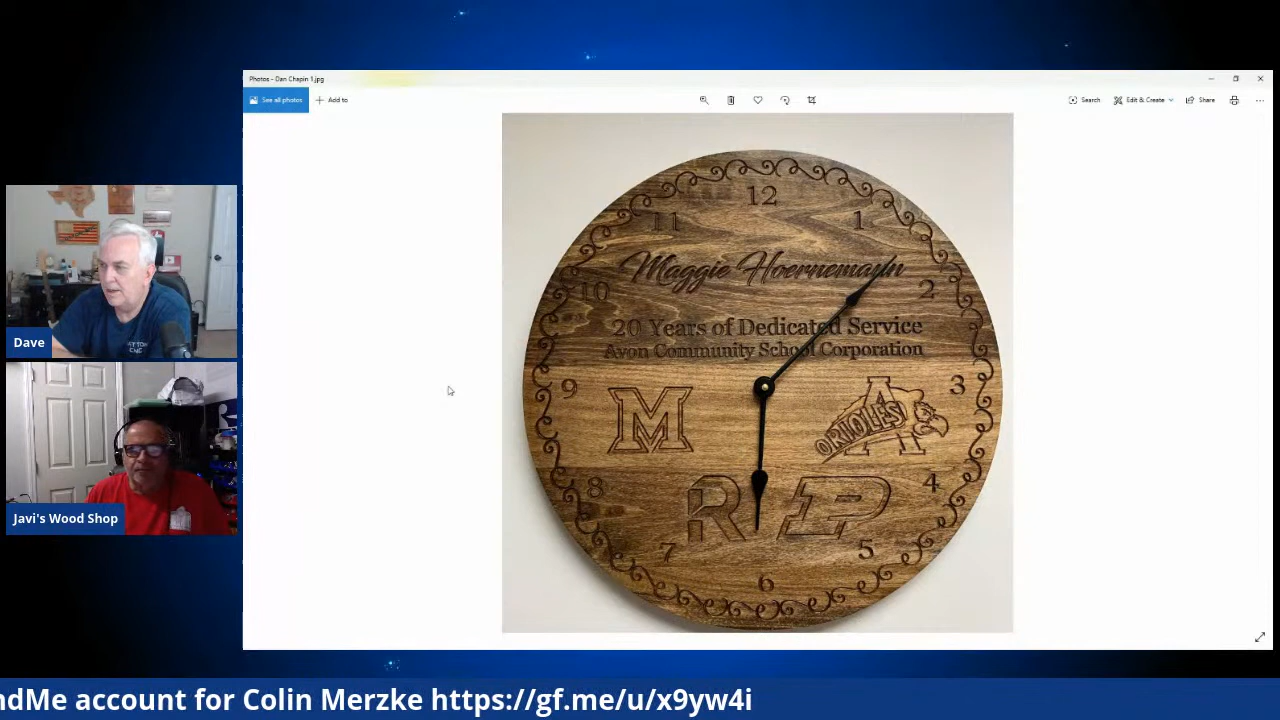 Photos - Dan Chapin 1.jpg
See all photos
Add to
Search
Edit & Create
Share
12
11
1
Maggie Hoernemann
10
2
20 Years of Dedicated Service
Avon Community School Corporation
9
M
A
ORIOLES
3
8
R
P
4
7
5
6
Dave
Javi's Wood Shop
ndMe account for Colin Merzke https://gf.me/u/x9yw4i